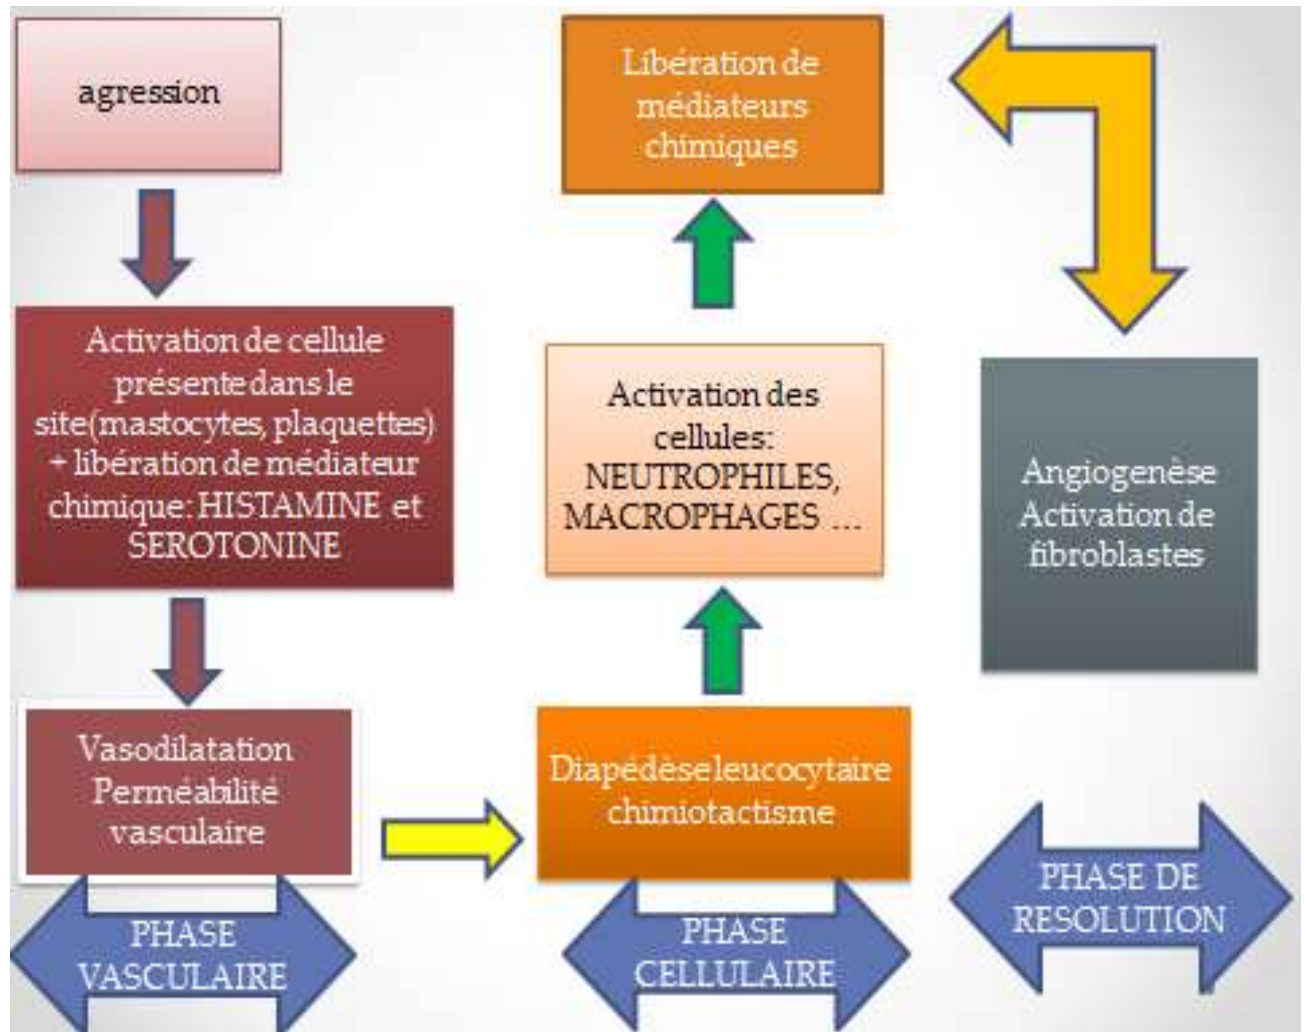 agression
Activation de cellule
présente dans le
site(mastocytes, plaquettes)
+ libération de médiateur
chimique: HISTAMINE et
SEROTONINE
Vasodilatation
Perméabilité
vasculaire
PHASE
VASCULAIRE
Libération de
médiateurs
chimiques
Activation des
cellules:
NEUTROPHILES,
MACROPHAGES ...
Diapédèse leucocytaire
chimiotactisme
PHASE
CELLULAIRE
Angiogenèse
Activation de
fibroblastes
PHASE DE
RESOLUTION